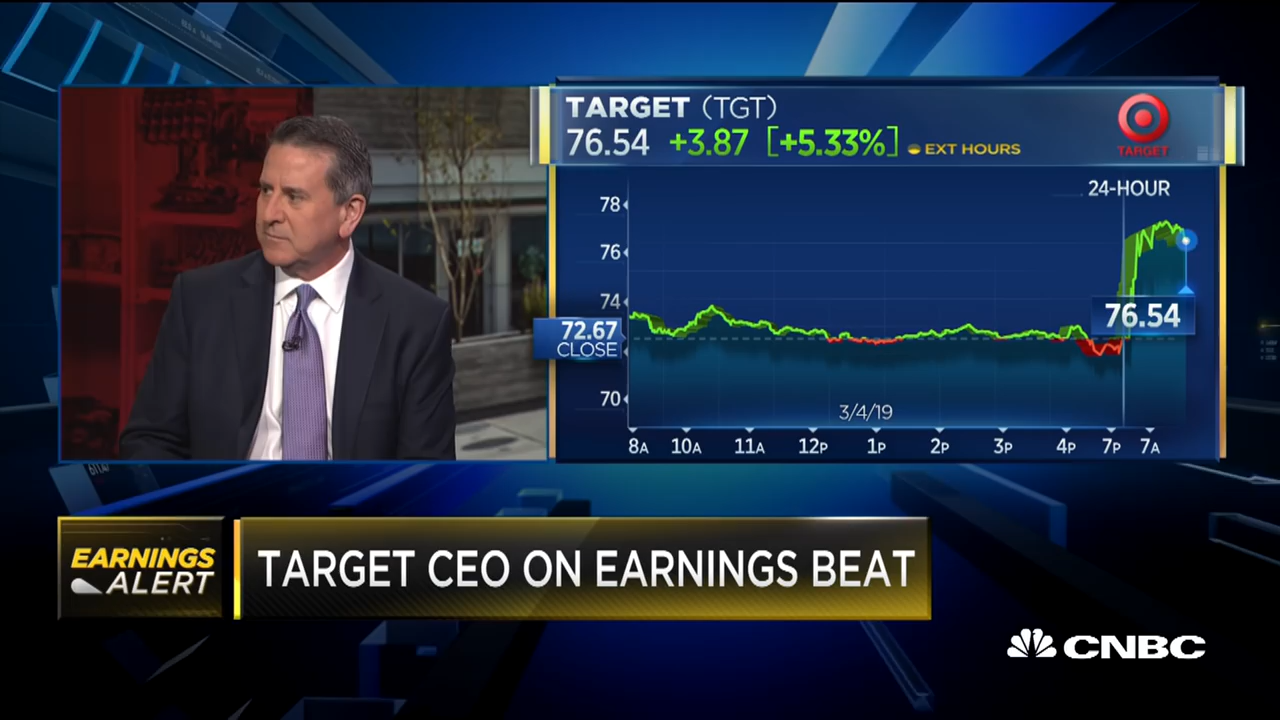 TARGET (TGT)
76.54 +3.87 [+5.33%] EXT HOURS
TARGET
24-HOUR
78
76
74
72.67
CLOSE
70
76.54
3/4/19
8A 10A 11A 12P 1P 2P 3P 4P 7P 7A
EARNINGS
ALERT
TARGET CEO ON EARNINGS BEAT
CNBC